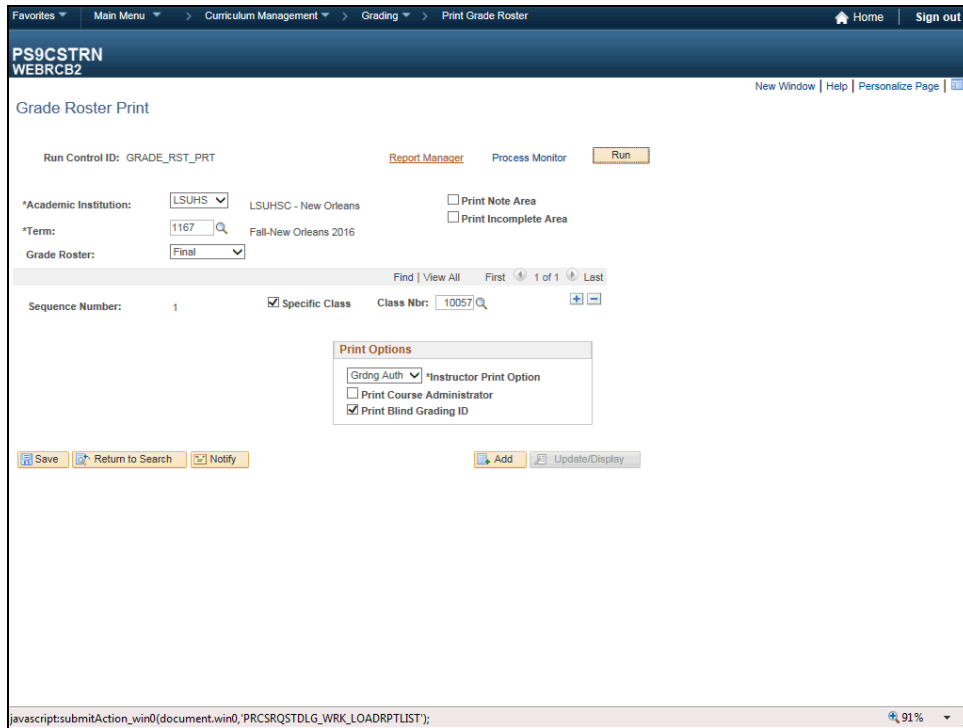 Favorites Main Menu > Curriculum Management > Grading > Print Grade Roster Home Sign out
PS9CSTRN
WEBRCB2
New Window | Help | Personalize Page |
Grade Roster Print
Run Control ID: GRADE_RST_PRT Report Manager Process Monitor Run
*Academic Institution: LSUHS LSUHSC - New Orleans Print Note Area
Print Incomplete Area
*Term: 1167 Fall-New Orleans 2016
Grade Roster: Final
Find | View All First 1 of 1 Last
Sequence Number: 1 Specific Class Class Nbr: 10057
Print Options
Grdng Auth *Instructor Print Option
Print Course Administrator
Print Blind Grading ID
Save Return to Search Notify Add Update/Display
javascript:submitAction_win0(document.win0,'PRCSRQSTDLG_WRK_LOADRPTLIST'); 91%